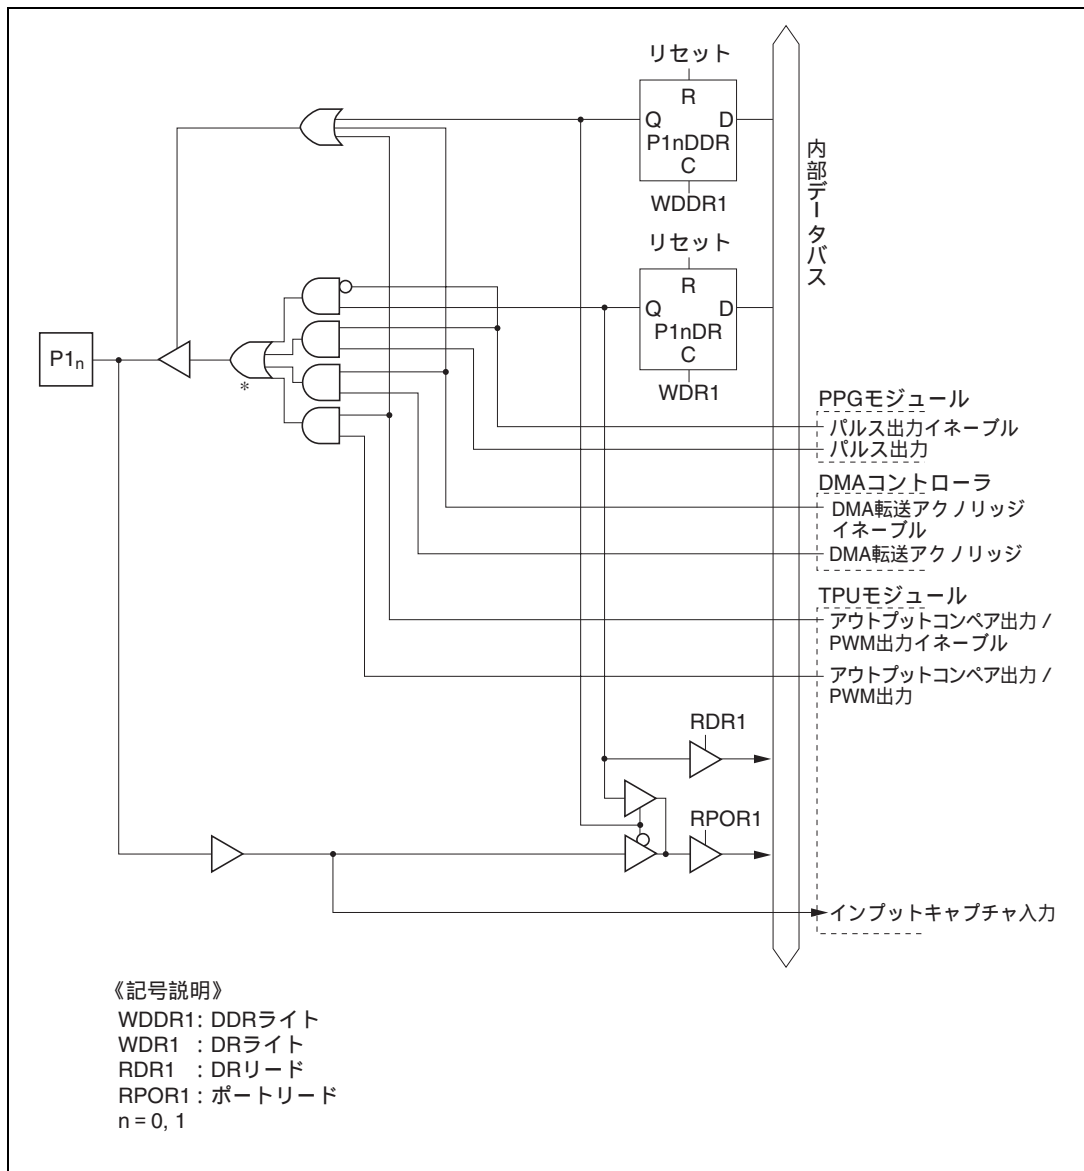 リセット
R
Q D
P1nDDR
C
WDDR1
内部データバス
リセット
R
Q D
P1nDR
C
WDR1
P1n
*
PPGモジュール
パルス出力イネーブル
パルス出力
DMAコントローラ
DMA転送アクノリッジ
イネーブル
DMA転送アクノリッジ
TPUモジュール
アウトプットコンペア出力 /
PWM出力イネーブル
アウトプットコンペア出力 /
PWM出力
RDR1
RPOR1
インプットキャプチャ入力
《記号説明》
WDDR1: DDRライト
WDR1 : DRライト
RDR1 : DRリード
RPOR1 : ポートリード
n = 0, 1